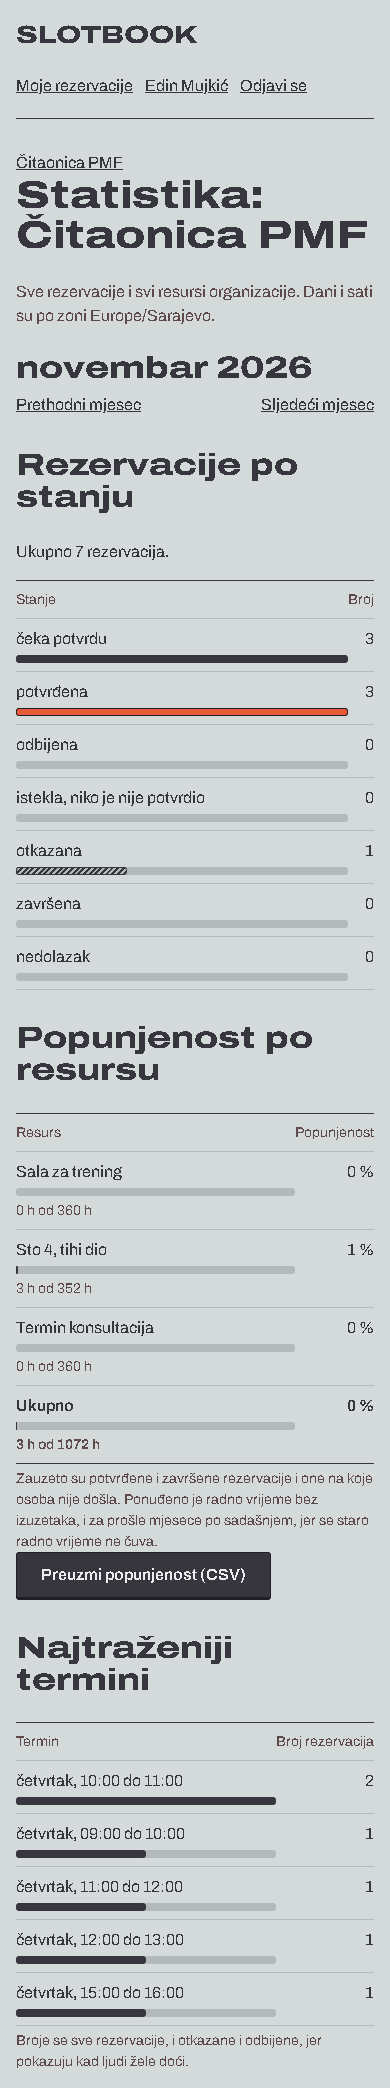 SLOTBOOK
Moje rezervacije Edin Mujkić Odjavi se
Čitaonica PMF
Statistika:
Čitaonica PMF
Sve rezervacije i svi resursi organizacije. Dani i sati
su po zoni Europe/Sarajevo.
novembar 2026
Prethodni mjesec Sljedeći mjesec
Rezervacije po
stanju
Ukupno 7 rezervacija.
Stanje Broj
čeka potvrdu 3
potvrđena 3
odbijena 0
istekla, niko je nije potvrdio 0
otkazana 1
završena 0
nedolazak 0
Popunjenost po
resursu
Resurs Popunjenost
Sala za trening 0 %
0 h od 360 h
Sto 4, tihi dio 1 %
3 h od 352 h
Termin konsultacija 0 %
0 h od 360 h
Ukupno 0 %
3 h od 1072 h
Zauzeto su potvrđene i završene rezervacije i one na koje
osoba nije došla. Ponuđeno je radno vrijeme bez
izuzetaka, i za prošle mjesece po sadašnjem, jer se staro
radno vrijeme ne čuva.
Preuzmi popunjenost (CSV)
Najtraženiji
termini
Termin Broj rezervacija
četvrtak, 10:00 do 11:00 2
četvrtak, 09:00 do 10:00 1
četvrtak, 11:00 do 12:00 1
četvrtak, 12:00 do 13:00 1
četvrtak, 15:00 do 16:00 1
Broje se sve rezervacije, i otkazane i odbijene, jer
pokazuju kad ljudi žele doći.